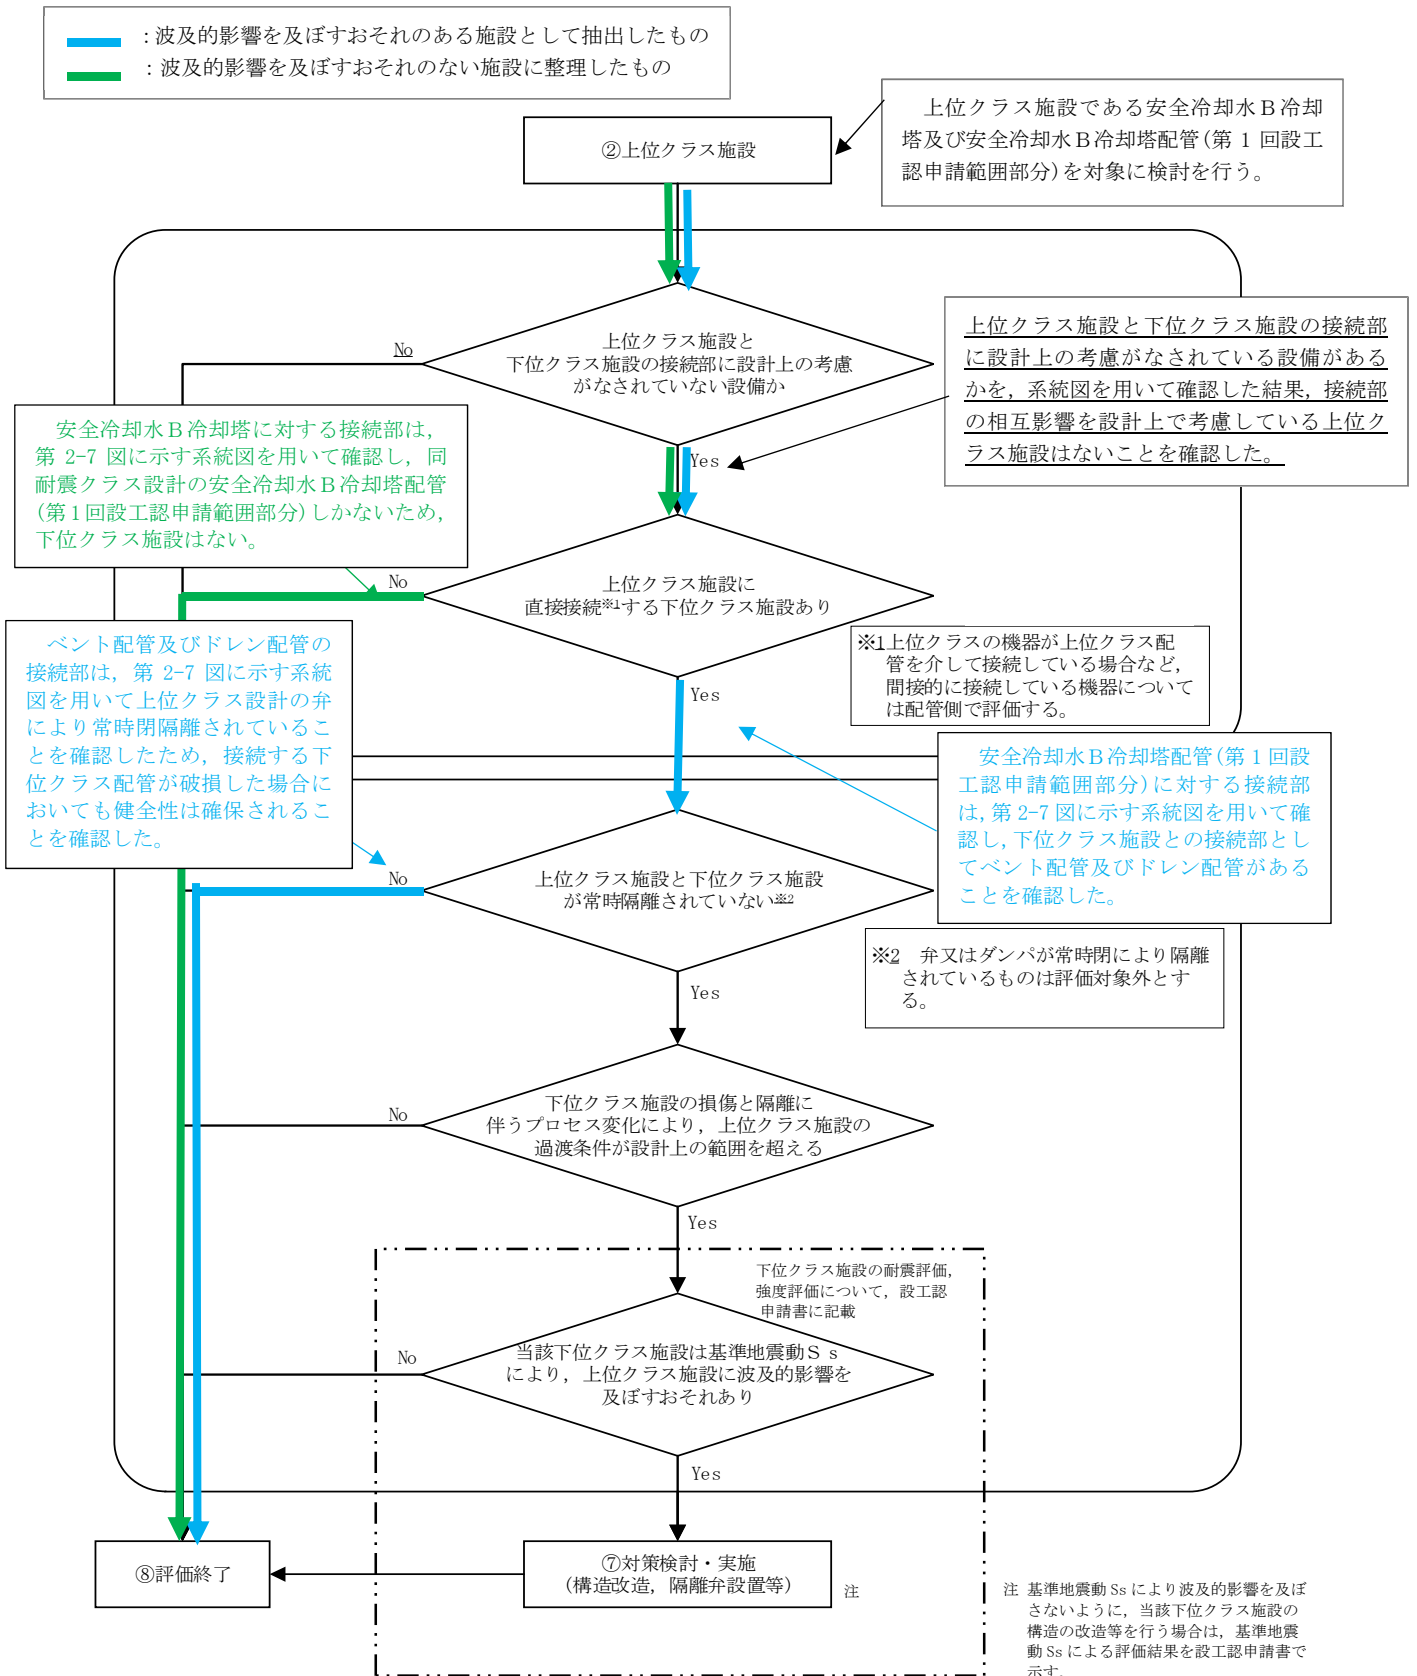 ：波及的影響を及ぼすおそれのある施設として抽出したもの
：波及的影響を及ぼすおそれのない施設に整理したもの
②上位クラス施設
上位クラス施設である安全冷却水Ｂ冷却
塔及び安全冷却水Ｂ冷却塔配管(第１回設工
認申請範囲部分)を対象に検討を行う。
上位クラス施設と
下位クラス施設の接続部に設計上の考慮
がなされていない設備か
No
Yes
上位クラス施設と下位クラス施設の接続部
に設計上の考慮がなされている設備がある
かを，系統図を用いて確認した結果，接続部
の相互影響を設計上で考慮している上位ク
ラス施設はないことを確認した。
安全冷却水Ｂ冷却塔に対する接続部は，
第 2-7 図に示す系統図を用いて確認し，同
耐震クラス設計の安全冷却水Ｂ冷却塔配管
(第１回設工認申請範囲部分)しかないため，
下位クラス施設はない。
No
上位クラス施設に
直接接続※1する下位クラス施設あり
Yes
※1上位クラスの機器が上位クラス配
管を介して接続している場合など，
間接的に接続している機器について
は配管側で評価する。
ベント配管及びドレン配管の
接続部は，第 2-7 図に示す系統
図を用いて上位クラス設計の弁
により常時閉隔離されているこ
とを確認したため，接続する下
位クラス配管が破損した場合に
おいても健全性は確保されるこ
とを確認した。
安全冷却水Ｂ冷却塔配管(第１回設
工認申請範囲部分)に対する接続部
は，第 2-7 図に示す系統図を用いて確
認し，下位クラス施設との接続部とし
てベント配管及びドレン配管がある
ことを確認した。
No
上位クラス施設と下位クラス施設
が常時隔離されていない※2
Yes
※2　弁又はダンパが常時閉により隔離
されているものは評価対象外とす
る。
No
下位クラス施設の損傷と隔離に
伴うプロセス変化により，上位クラス施設の
過渡条件が設計上の範囲を超える
Yes
下位クラス施設の耐震評価，
強度評価について，設工認
申請書に記載
No
当該下位クラス施設は基準地震動Ｓｓ
により，上位クラス施設に波及的影響を
及ぼすおそれあり
Yes
⑧評価終了
⑦対策検討・実施
(構造改造，隔離弁設置等)
注
注 基準地震動 Ss により波及的影響を及ぼ
さないように，当該下位クラス施設の
構造の改造等を行う場合は，基準地震
動 Ss による評価結果を設工認申請書で
示す。